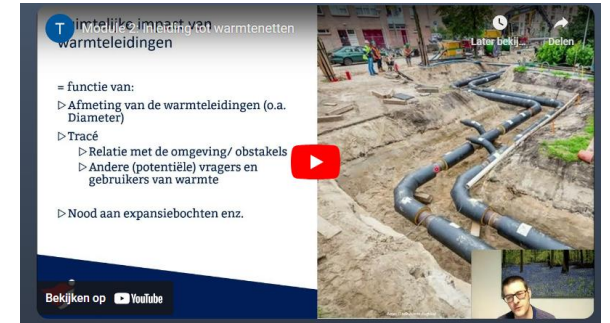 T
Module 2: Inleiding tot warmtenetten
Ruimtelijke impact van
warmteleidingen
Later bekij...
Delen
= functie van:
▷Afmeting van de warmteleidingen (o.a.
Diameter)
▷Tracé
▷Relatie met de omgeving/ obstakels
▷Andere (potentiële) vragers en
gebruikers van warmte
▷Nood aan expansiebochten enz.
Bekijken op YouTube